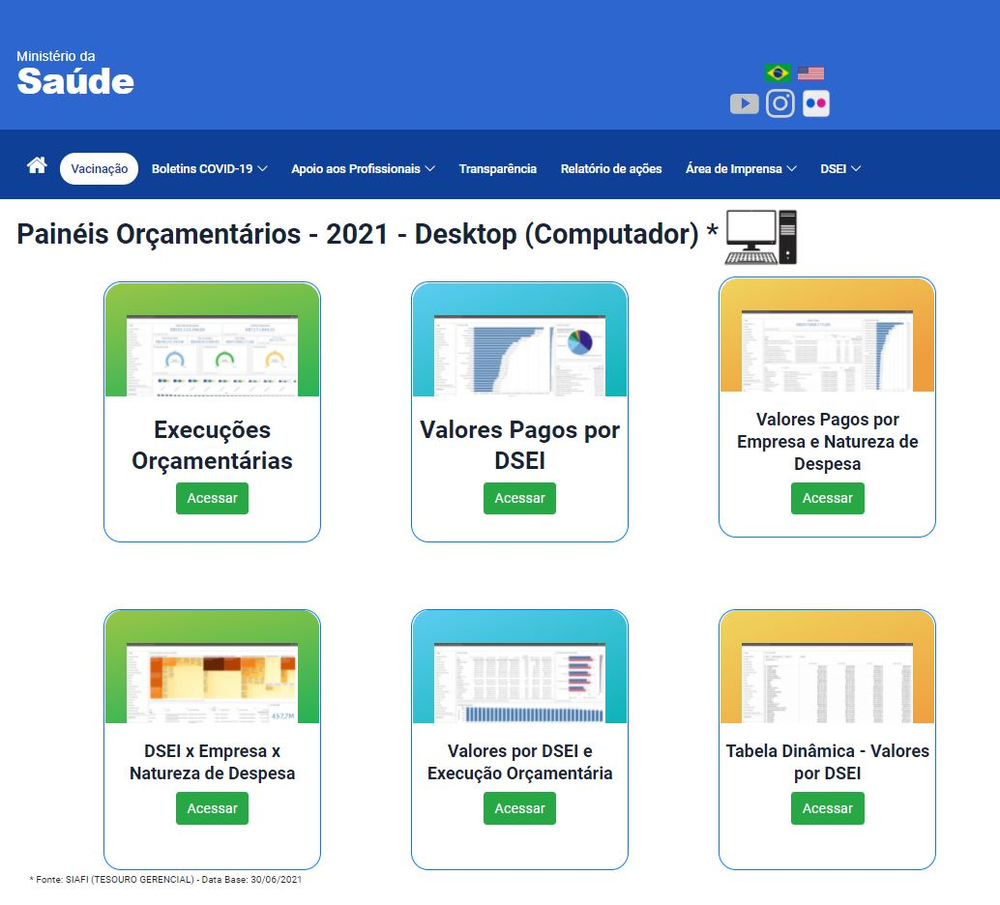 Ministério da
Saúde
Vacinação Boletins COVID-19 Apoio aos Profissionais Transparência Relatório de ações Área de Imprensa DSEI
Painéis Orçamentários - 2021 - Desktop (Computador) *
Execuções
Orçamentárias
Acessar
Valores Pagos por
DSEI
Acessar
Valores Pagos por
Empresa e Natureza de
Despesa
Acessar
457,7M
DSEI x Empresa x
Natureza de Despesa
Acessar
Valores por DSEI e
Execução Orçamentária
Acessar
Tabela Dinâmica - Valores
por DSEI
Acessar
* Fonte: SIAFI (TESOURO GERENCIAL) - Data Base: 30/06/2021